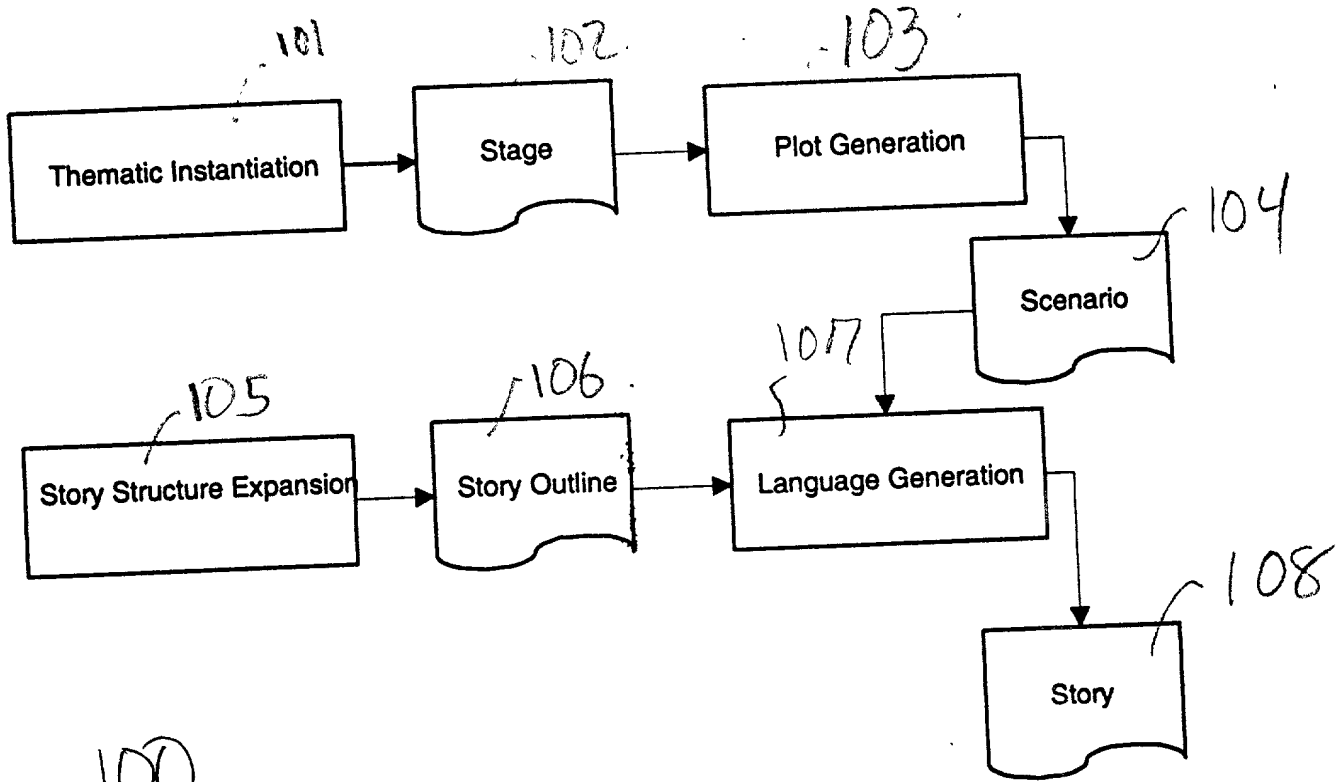 101
102
103
Thematic Instantiation
Stage
Plot Generation
104
Scenario
105
106
107
Story Structure Expansion
Story Outline
Language Generation
108
Story
100